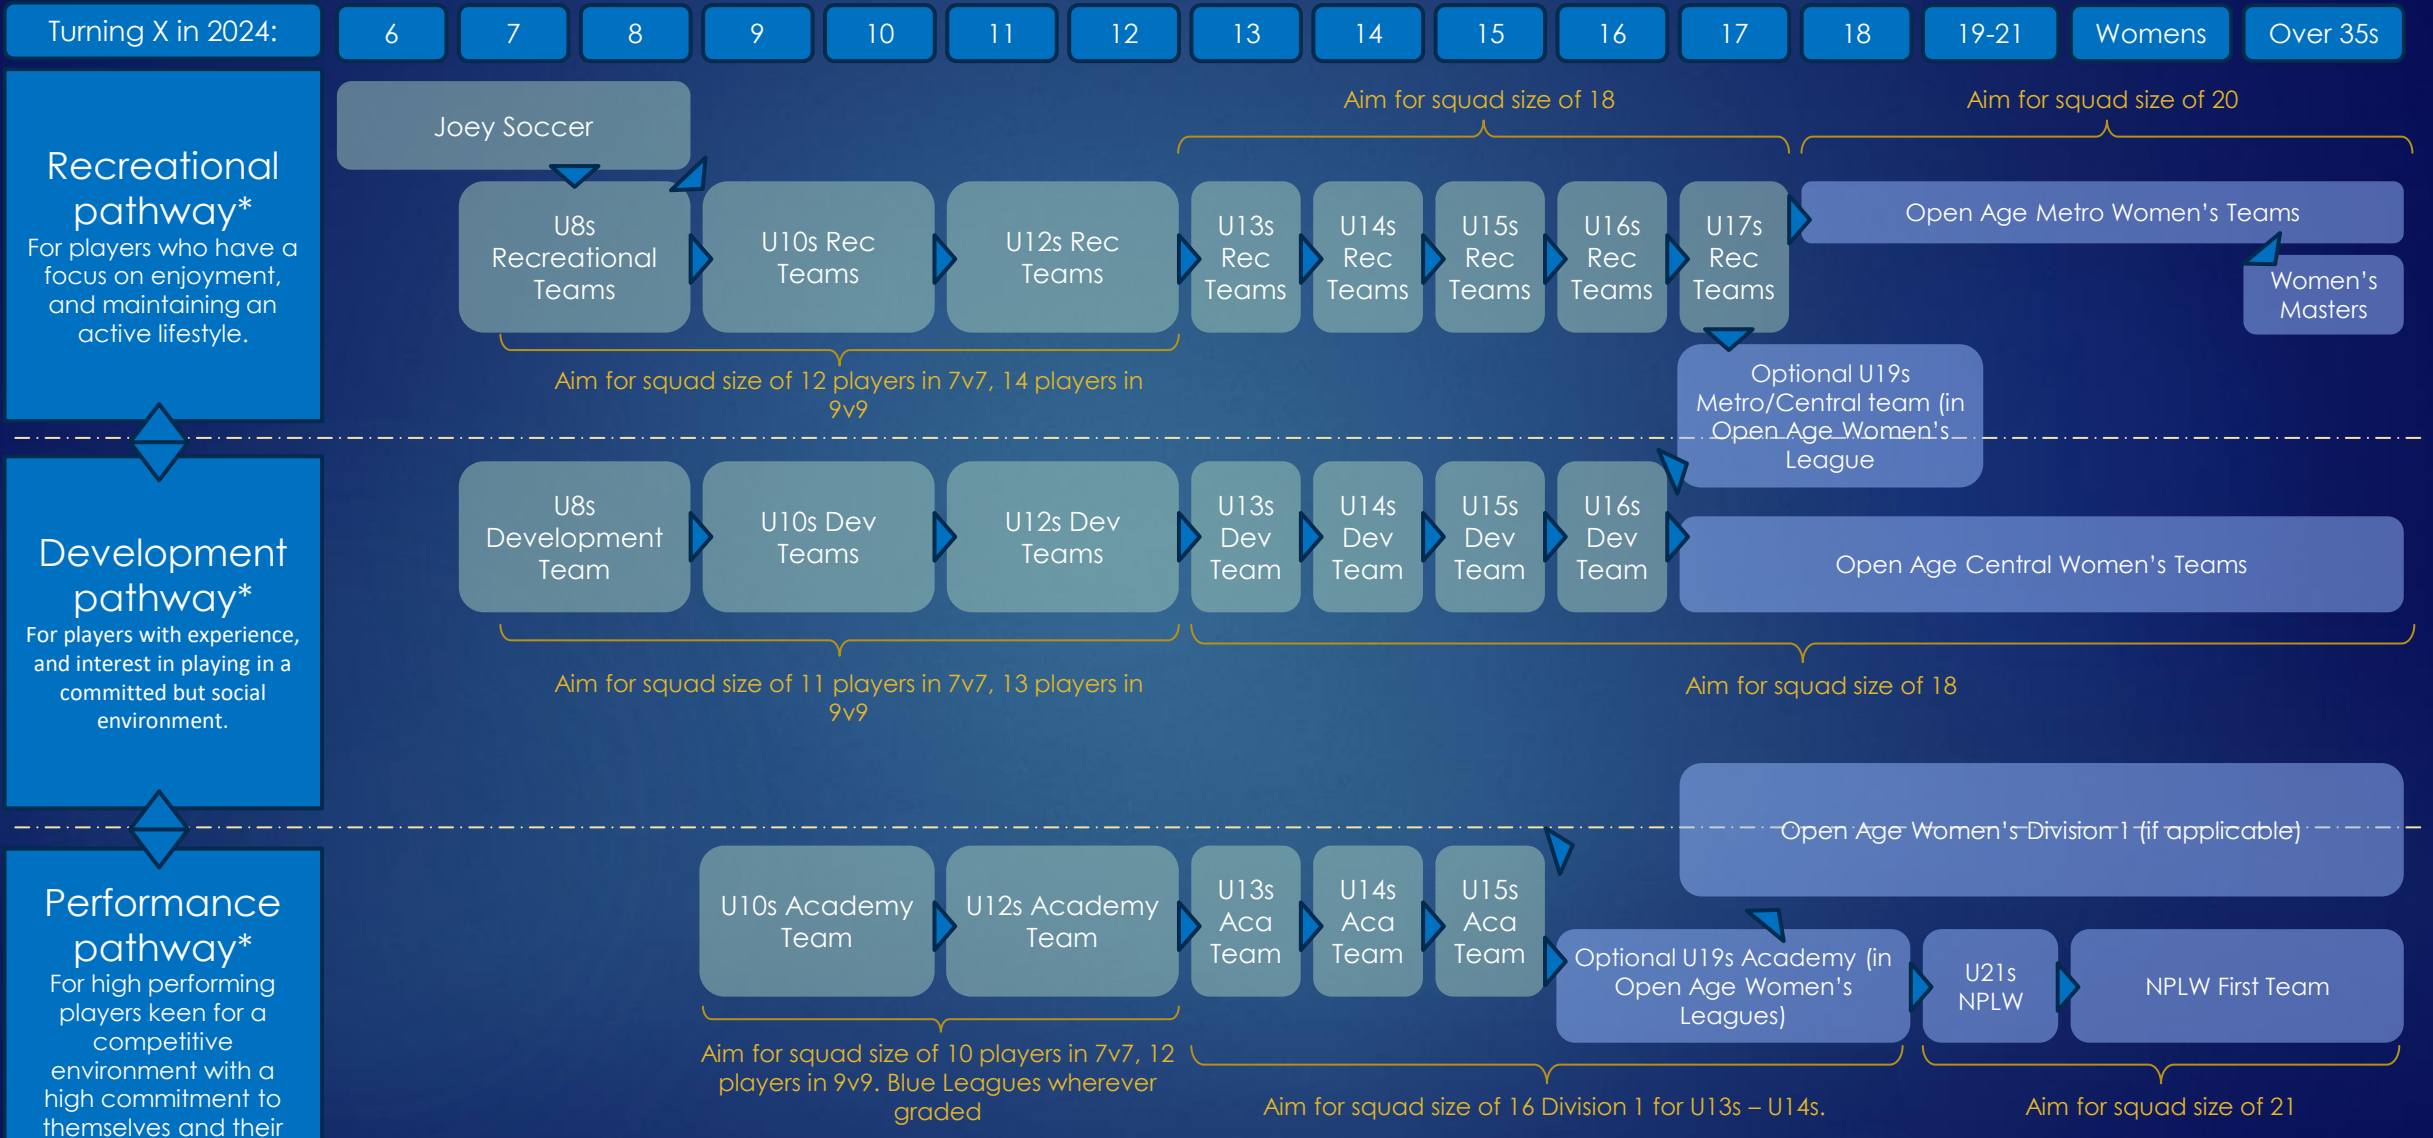 Turning X in 2024:
6
7
8
9
10
11
12
13
14
15
16
17
18
19-21
Womens
Over 35s
Recreational
pathway*
For players who have a
focus on enjoyment,
and maintaining an
active lifestyle.
Joey Soccer
Aim for squad size of 18
Aim for squad size of 20
U8s
Recreational
Teams
U10s Rec
Teams
U12s Rec
Teams
U13s
Rec
Teams
U14s
Rec
Teams
U15s
Rec
Teams
U16s
Rec
Teams
U17s
Rec
Teams
Open Age Metro Women’s Teams
Women’s
Masters
Aim for squad size of 12 players in 7v7, 14 players in
9v9
Optional U19s
Metro/Central team (in
Open Age Women’s
League
Development
pathway*
For players with experience,
and interest in playing in a
committed but social
environment.
U8s
Development
Team
U10s Dev
Teams
U12s Dev
Teams
U13s
Dev
Team
U14s
Dev
Team
U15s
Dev
Team
U16s
Dev
Team
Open Age Central Women’s Teams
Aim for squad size of 11 players in 7v7, 13 players in
9v9
Aim for squad size of 18
Performance
pathway*
For high performing
players keen for a
competitive
environment with a
high commitment to
themselves and their
Open Age Women’s Division 1 (if applicable)
U10s Academy
Team
U12s Academy
Team
U13s
Aca
Team
U14s
Aca
Team
U15s
Aca
Team
Optional U19s Academy (in
Open Age Women’s
Leagues)
U21s
NPLW
NPLW First Team
Aim for squad size of 10 players in 7v7, 12
players in 9v9. Blue Leagues wherever
graded
Aim for squad size of 16 Division 1 for U13s – U14s.
Aim for squad size of 21